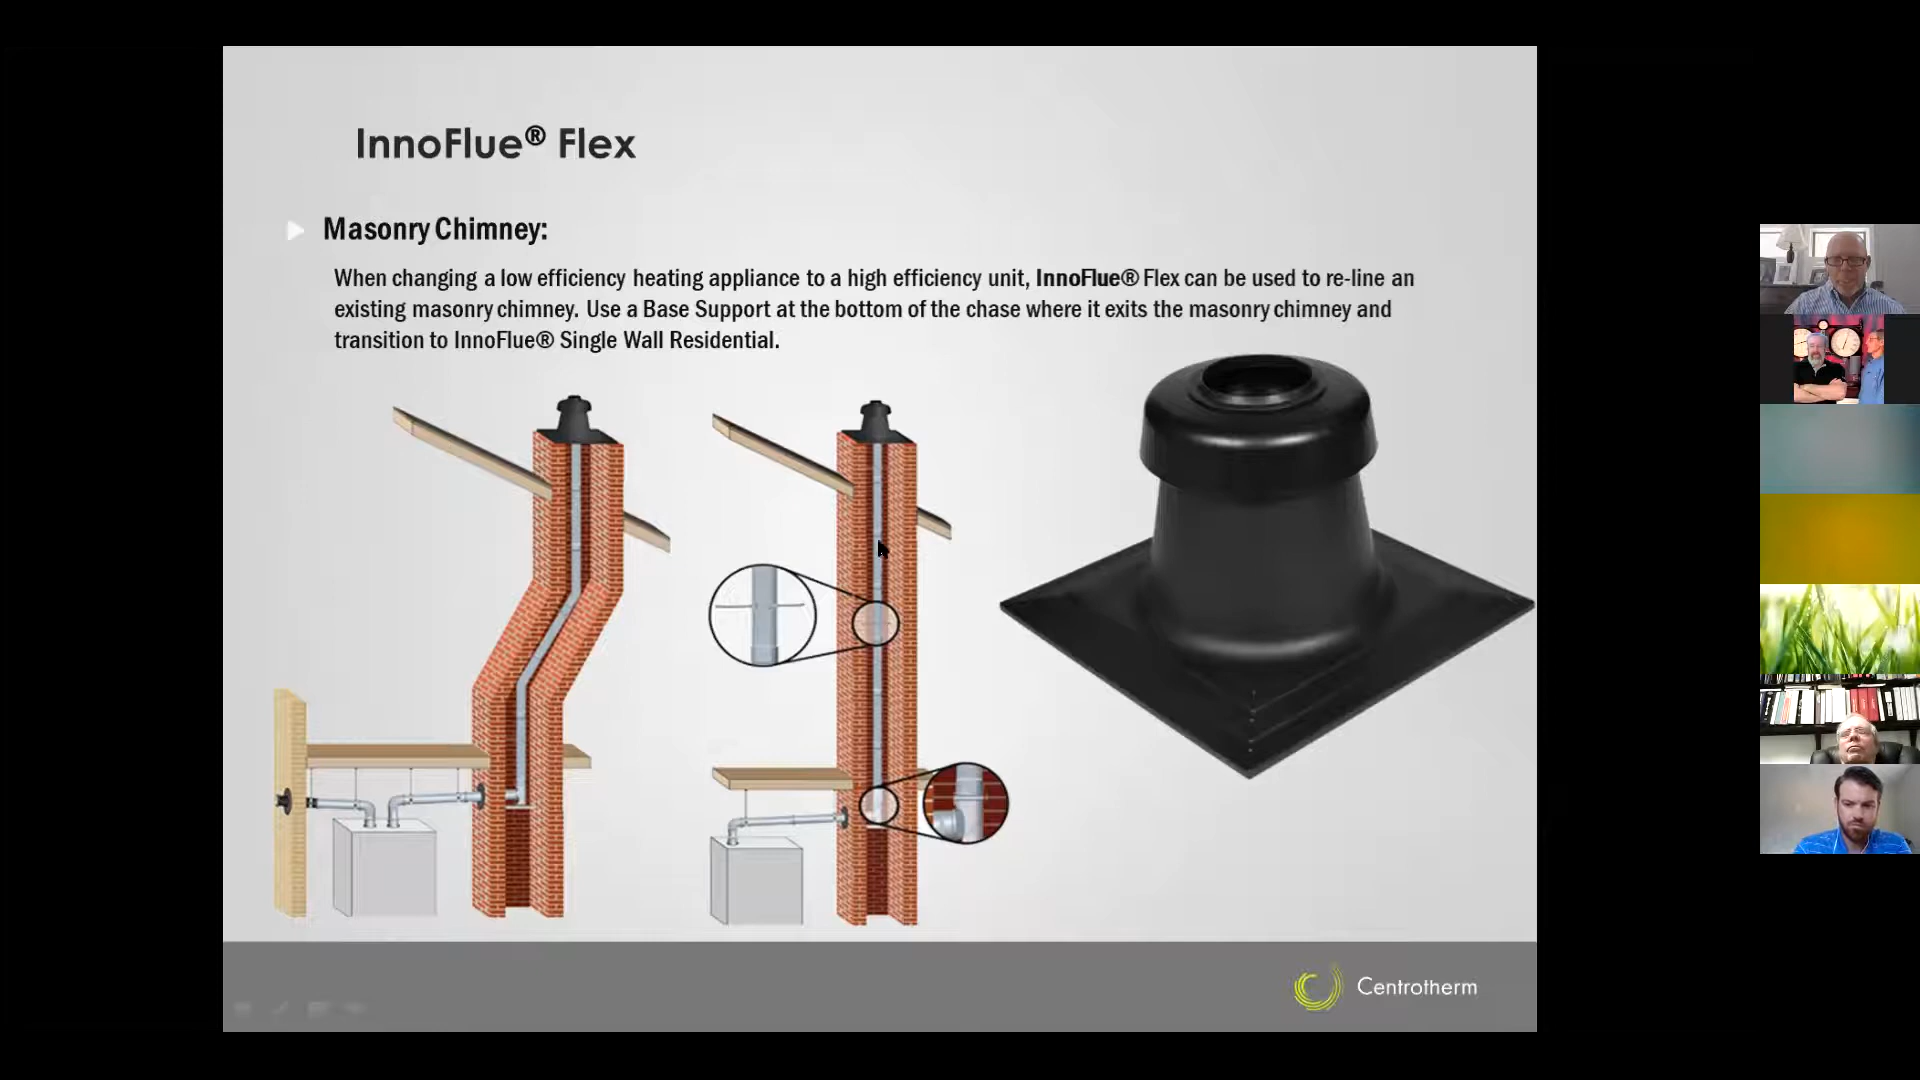 InnoFlue® Flex
Masonry Chimney:
When changing a low efficiency heating appliance to a high efficiency unit, InnoFlue® Flex can be used to re-line an
existing masonry chimney. Use a Base Support at the bottom of the chase where it exits the masonry chimney and
transition to InnoFlue® Single Wall Residential.
Centrotherm